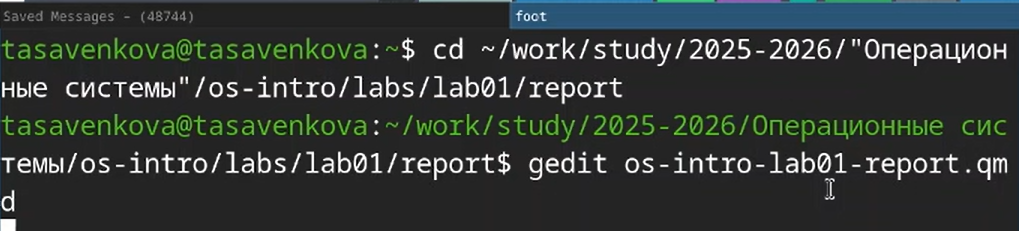 Saved Messages – (48744)
foot
tasavenkova@tasavenkova:~$ cd ~/work/study/2025-2026/"Операцион
ные системы"/os-intro/labs/lab01/report
tasavenkova@tasavenkova:~/work/study/2025-2026/Операционные сис
темы/os-intro/labs/lab01/report$ gedit os-intro-lab01-report.qm
d